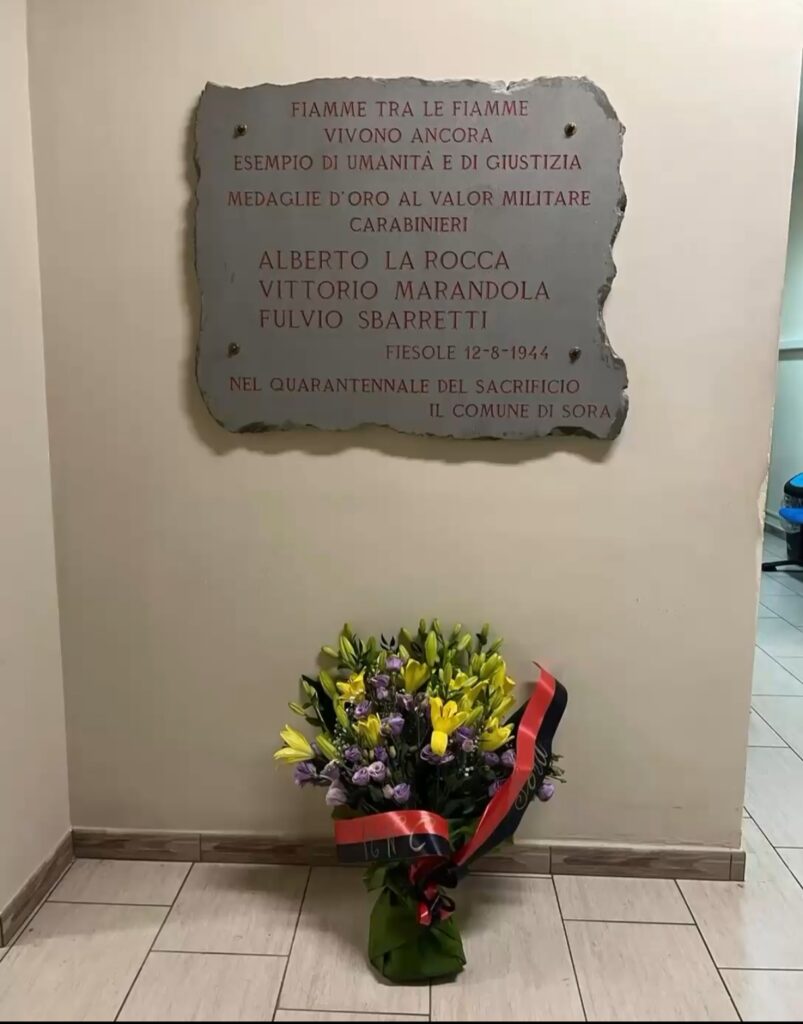 FIAMME TRA LE FIAMME
VIVONO ANCORA
ESEMPIO DI UMANITÀ E DI GIUSTIZIA
MEDAGLIE D'ORO AL VALOR MILITARE
CARABINIERI
ALBERTO LA ROCCA
VITTORIO MARANDOLA
FULVIO SBARRETTI
FIESOLE 12-8-1944
NEL QUARANTENNALE DEL SACRIFICIO
IL COMUNE DI SORA